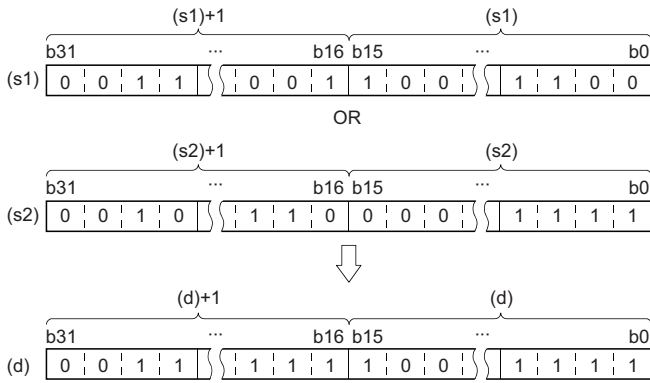 (s1)+1 (s1)
b31 ... b16 b15 ... b0
(s1) 0 0 1 1 0 0 1 1 0 0 1 1 0 0
OR
(s2)+1 (s2)
b31 ... b16 b15 ... b0
(s2) 0 0 1 0 1 1 0 0 0 0 1 1 1 1
(d)+1 (d)
b31 ... b16 b15 ... b0
(d) 0 0 1 1 1 1 1 1 0 0 1 1 1 1